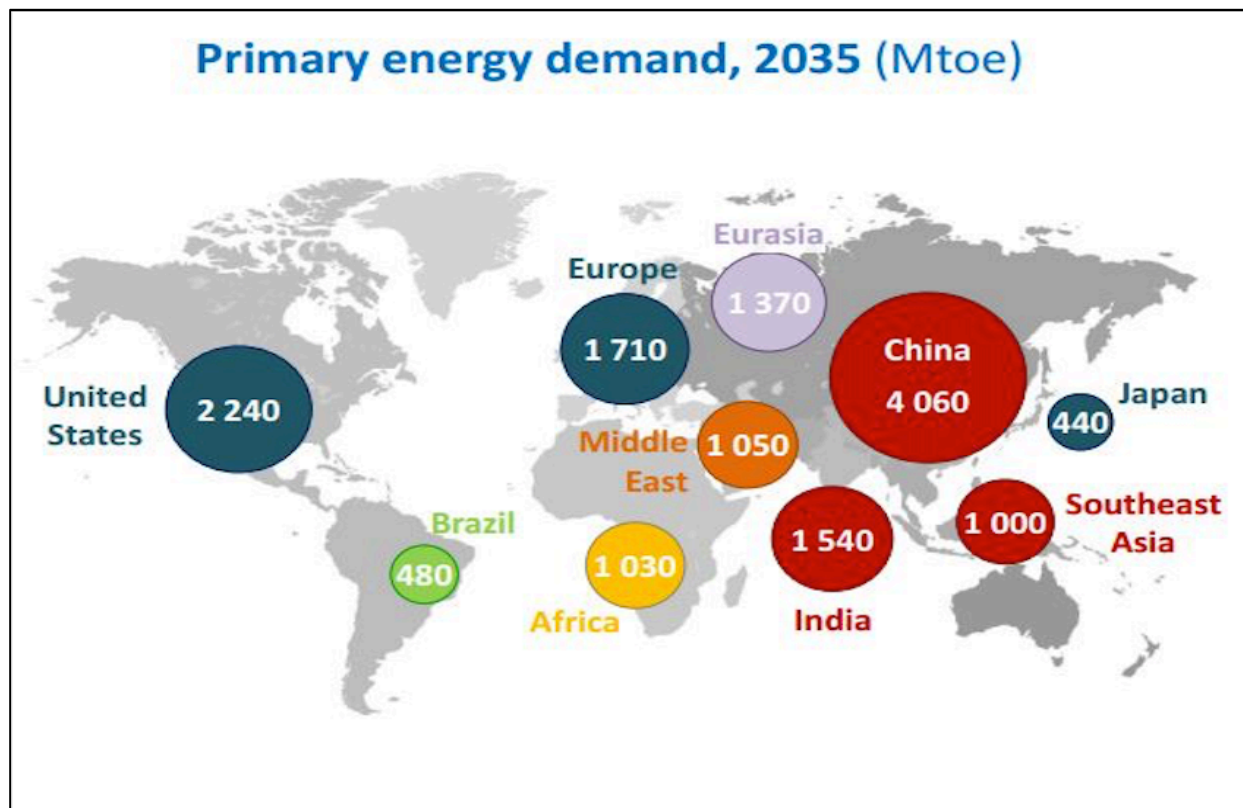 Primary energy demand, 2035 (Mtoe)
Eurasia
1 370
Europe
1 710
China
4 060
United
States
2 240
Japan
440
Middle
East
1 050
Brazil
480
Africa
1 030
India
1 540
Southeast
Asia
1 000